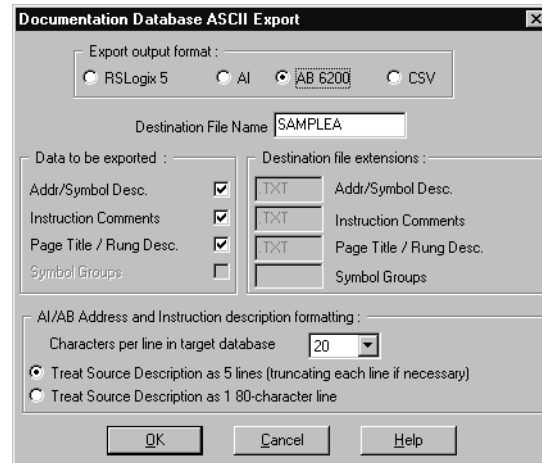 Documentation Database ASCII Export
Export output format :
RSLogix 5 AI AB 6200 CSV
Destination File Name SAMPLEA
Data to be exported :
Addr/Symbol Desc.
Instruction Comments
Page Title / Rung Desc.
Symbol Groups
Destination file extensions :
.TXT Addr/Symbol Desc.
.TXT Instruction Comments
.TXT Page Title / Rung Desc.
Symbol Groups
AI/AB Address and Instruction description formatting :
Characters per line in target database 20
Treat Source Description as 5 lines (truncating each line if necessary)
Treat Source Description as 1 80-character line
OK Cancel Help